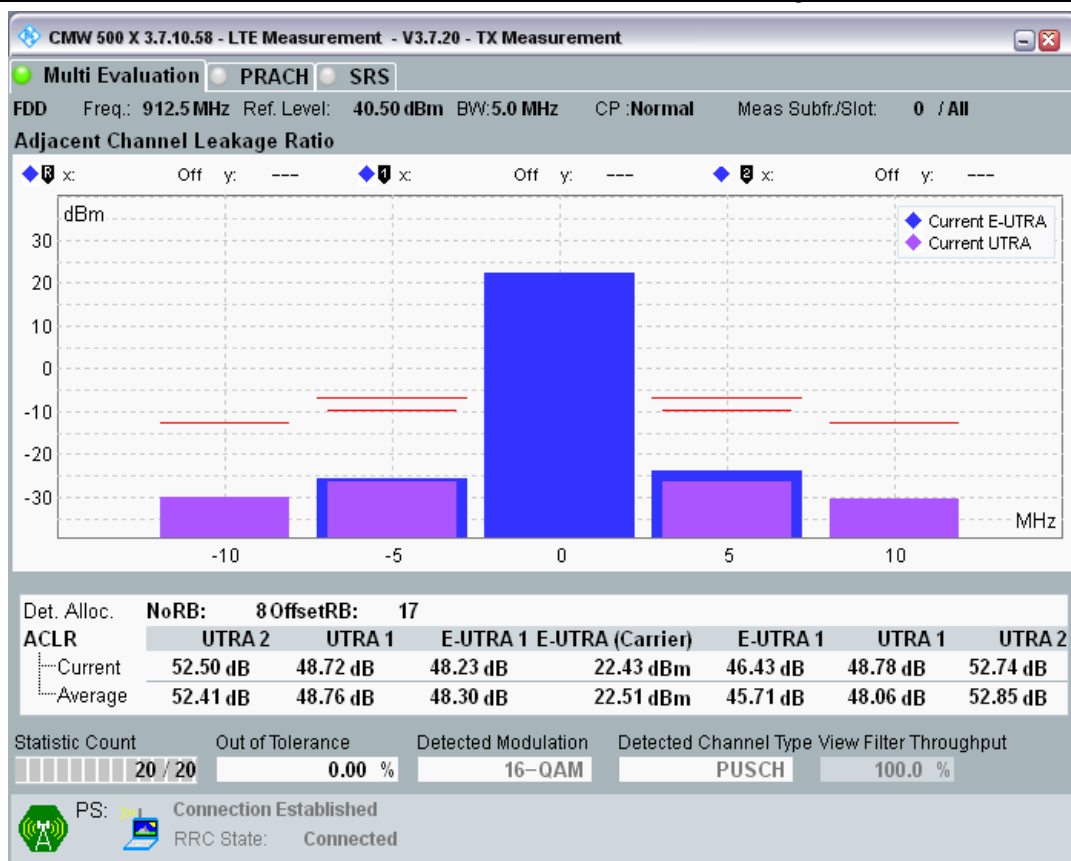 CMW 500 X 3.7.10.58 - LTE Measurement - V3.7.20 - TX Measurement
Multi Evaluation PRACH SRS
FDD Freq.: 912.5 MHz Ref. Level: 40.50 dBm BW:5.0 MHz CP :Normal Meas Subfr./Slot: 0 / All
Adjacent Channel Leakage Ratio
R x: Off y: --- 1 x: Off y: --- 2 x: Off y: ---
dBm
Current E-UTRA
Current UTRA
30
20
10
0
-10
-20
-30
MHz
-10 -5 0 5 10
Det. Alloc. NoRB: 8 OffsetRB: 17
ACLR UTRA 2 UTRA 1 E-UTRA 1 E-UTRA (Carrier) E-UTRA 1 UTRA 1 UTRA 2
Current 52.50 dB 48.72 dB 48.23 dB 22.43 dBm 46.43 dB 48.78 dB 52.74 dB
Average 52.41 dB 48.76 dB 48.30 dB 22.51 dBm 45.71 dB 48.06 dB 52.85 dB
Statistic Count Out of Tolerance Detected Modulation Detected Channel Type View Filter Throughput
20 / 20 0.00 % 16-QAM PUSCH 100.0 %
PS: Connection Established
RRC State: Connected